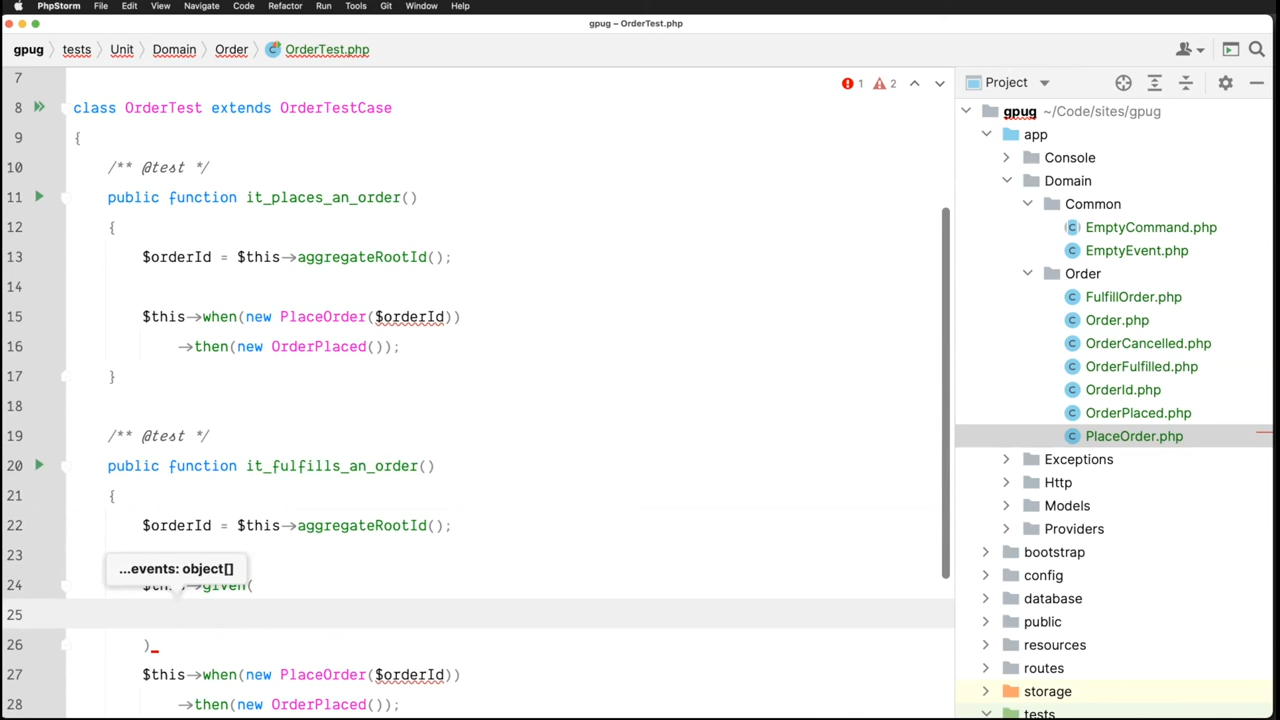 PhpStorm File Edit View Navigate Code Refactor Run Tools Git Window Help
gpug – OrderTest.php
gpug tests Unit Domain Order OrderTest.php
Project
1 2
7
8 class OrderTest extends OrderTestCase
9 {
10 /** @test */
11 public function it_places_an_order()
12 {
13 $orderId = $this->aggregateRootId();
14
15 $this->when(new PlaceOrder($orderId))
16 ->then(new OrderPlaced());
17 }
18
19 /** @test */
20 public function it_fulfills_an_order()
21 {
22 $orderId = $this->aggregateRootId();
23
...events: object[]
24 $this->given(
25
26 )
27 $this->when(new PlaceOrder($orderId))
28 ->then(new OrderPlaced());
gpug ~/Code/sites/gpug
app
Console
Domain
Common
EmptyCommand.php
EmptyEvent.php
Order
FulfillOrder.php
Order.php
OrderCancelled.php
OrderFulfilled.php
OrderId.php
OrderPlaced.php
PlaceOrder.php
Exceptions
Http
Models
Providers
bootstrap
config
database
public
resources
routes
storage
tests